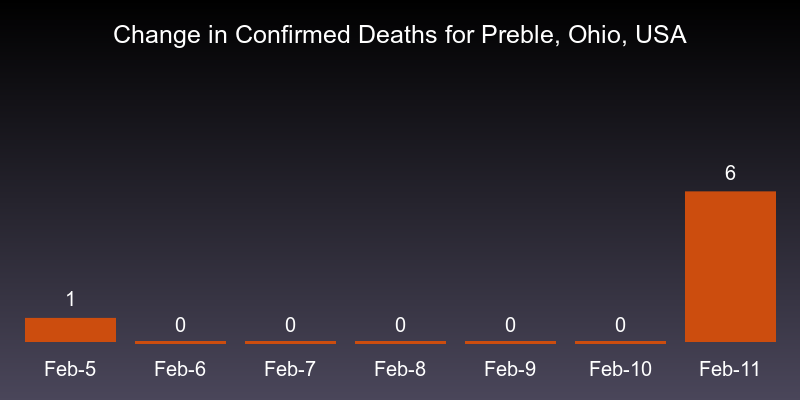 Change in Confirmed Deaths for Preble, Ohio, USA
6
1
0 0 0 0 0
Feb-5 Feb-6 Feb-7 Feb-8 Feb-9 Feb-10 Feb-11